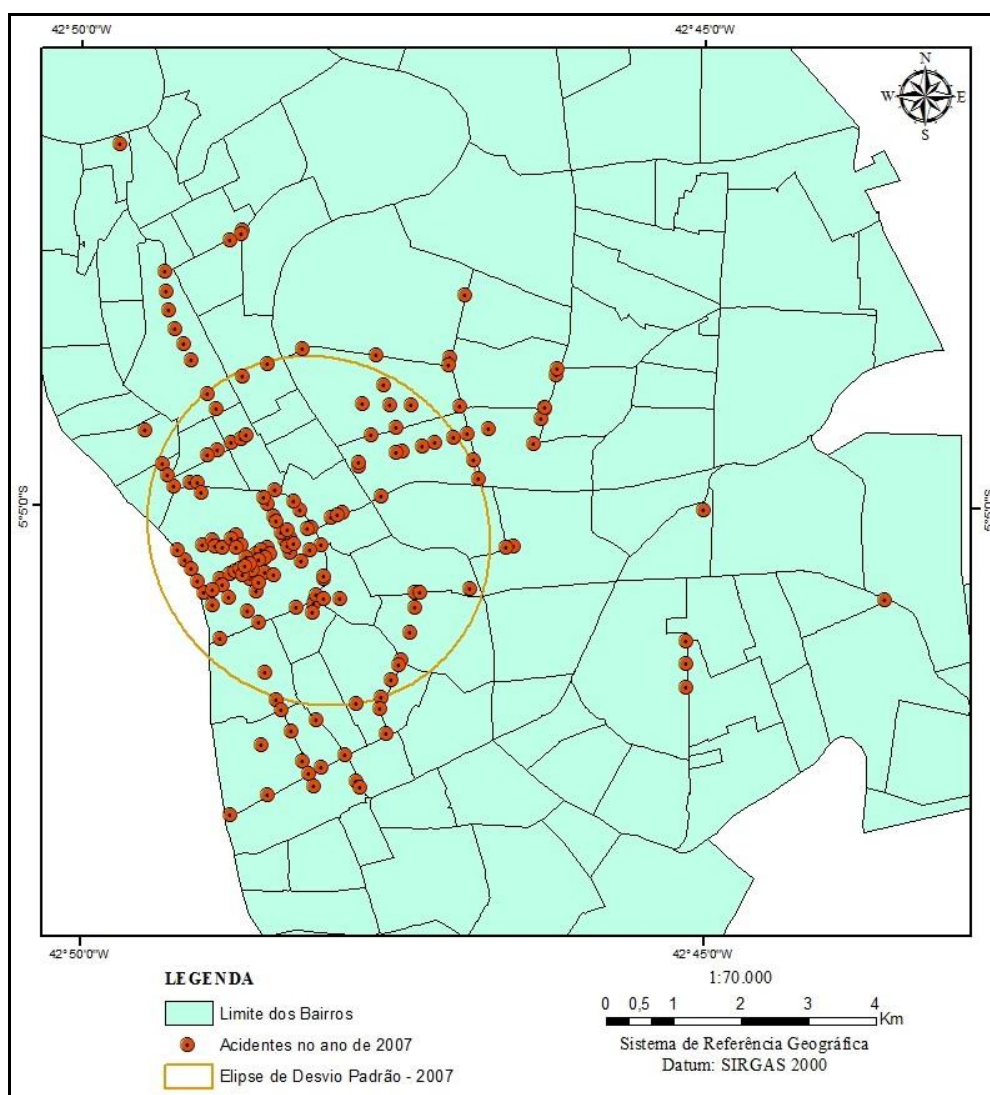 42°50'0"W 42°45'0"W
N
W E
S
5°5'0"S 5°5'0"S
42°50'0"W 42°45'0"W
LEGENDA
Limite dos Bairros
Acidentes no ano de 2007
Elipse de Desvio Padrão - 2007
1:70.000
0 0,5 1 2 3 4
Km
Sistema de Referência Geográfica
Datum: SIRGAS 2000